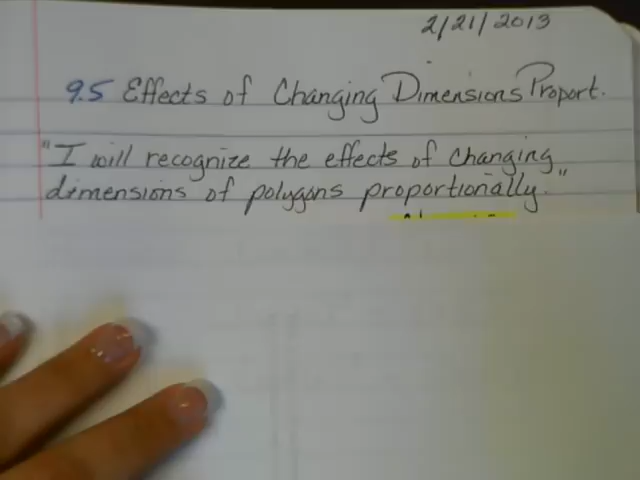 2/21/2013
9.5 Effects of Changing Dimensions Proport.
"I will recognize the effects of changing
dimensions of polygons proportionally."